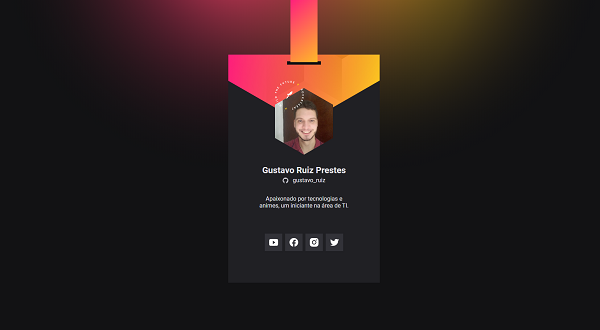 Gustavo Ruiz Prestes
gustavo_ruiz
Apaixonado por tecnologias e
animes, um iniciante na área de TI.